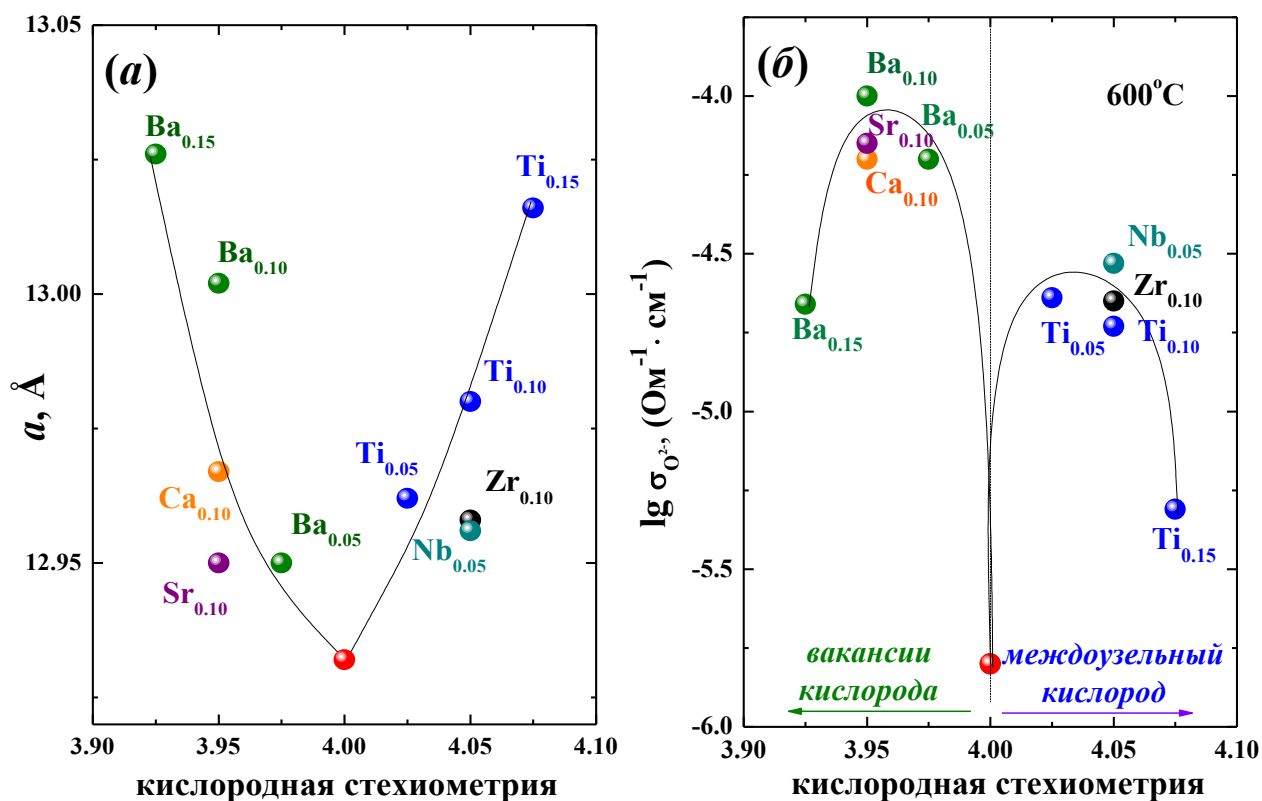 (а)
13.05
13.00
12.95
a, Å
Ba0.15
Ba0.10
Ca0.10
Sr0.10
Ba0.05
Ti0.15
Ti0.10
Ti0.05
Zr0.10
Nb0.05
3.90 3.95 4.00 4.05 4.10
кислородная стехиометрия
(б)
600°C
-4.0
-4.5
-5.0
-5.5
-6.0
lg σO2-, (Ом-1· см-1)
Ba0.10
Ba0.05
Sr0.10
Ca0.10
Ba0.15
Nb0.05
Zr0.10
Ti0.05
Ti0.10
Ti0.15
вакансии
кислорода
междоузельный
кислород
3.90 3.95 4.00 4.05 4.10
кислородная стехиометрия